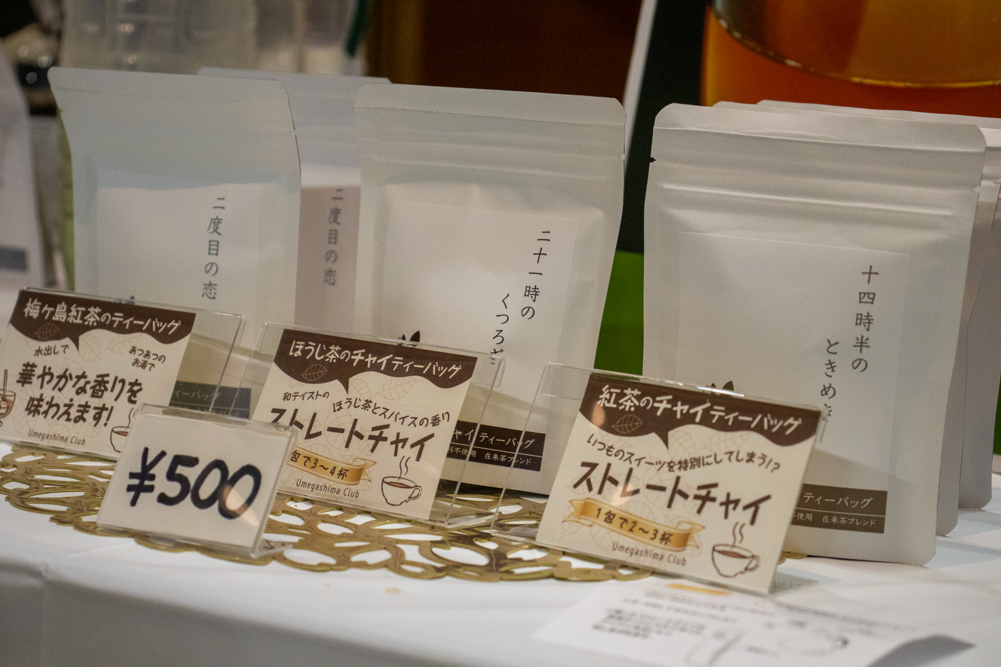 二度目の恋
二度目の恋
二十一時の
くつろぎ
十四時半の
ときめき
梅ケ島紅茶のティーバッグ
水出しで
あつあつの
お湯で
華やかな香りを
味わえます!
Umegashima Club
¥500
ほうじ茶のチャイティーバッグ
和テイストの
ほうじ茶とスパイスの香り
ストレートチャイ
包で3~4杯
Umegashima Club
チャイティーバッグ
不使用 在来茶ブレンド
紅茶のチャイティーバッグ
いつものスイーツを特別にしてしまう!?
ストレートチャイ
1包で2~3杯
Umegashima Club
ティーバッグ
使用 在来茶ブレンド